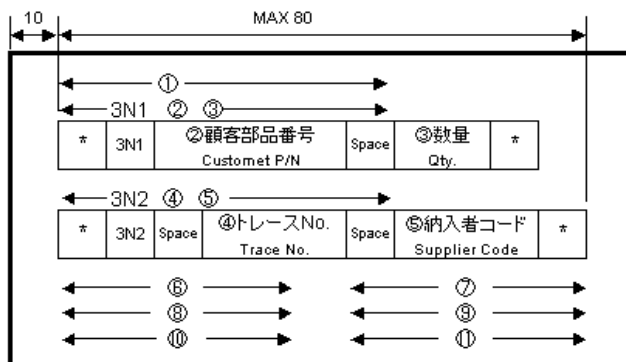 10 MAX 80
①
3N1 ② ③
* 3N1 ②顧客部品番号 Space ③数量 *
Customet P/N Qty.
3N2 ④ ⑤
* 3N2 Space ④トレースNo. Space ⑤納入者コード *
Trace No. Supplier Code
⑥ ⑦
⑧ ⑨
⑩ ⑪